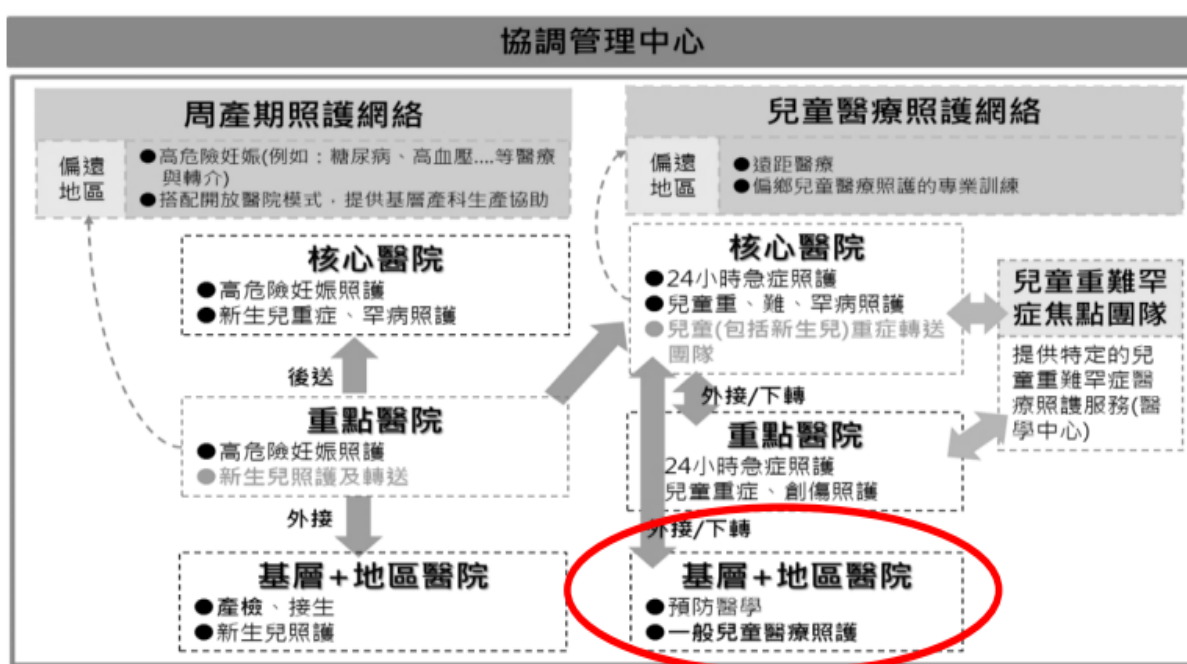 協調管理中心
周產期照護網絡
偏遠
地區
●高危險妊娠(例如：糖尿病、高血壓....等醫療
與轉介)
●搭配開放醫院模式，提供基層產科生產協助
核心醫院
●高危險妊娠照護
●新生兒重症、罕病照護
後送
重點醫院
●高危險妊娠照護
●新生兒照護及轉送
外接
基層+地區醫院
●產檢、接生
●新生兒照護
兒童醫療照護網絡
偏遠
地區
●遠距醫療
●偏鄉兒童醫療照護的專業訓練
核心醫院
●24小時急症照護
●兒童重、難、罕病照護
●兒童(包括新生兒)重症轉送
團隊
兒童重難罕
症焦點團隊
提供特定的兒
童重難罕症醫
療照護服務(醫
學中心)
外接/下轉
重點醫院
24小時急症照護
兒童重症、創傷照護
外接/下轉
基層+地區醫院
●預防醫學
●一般兒童醫療照護